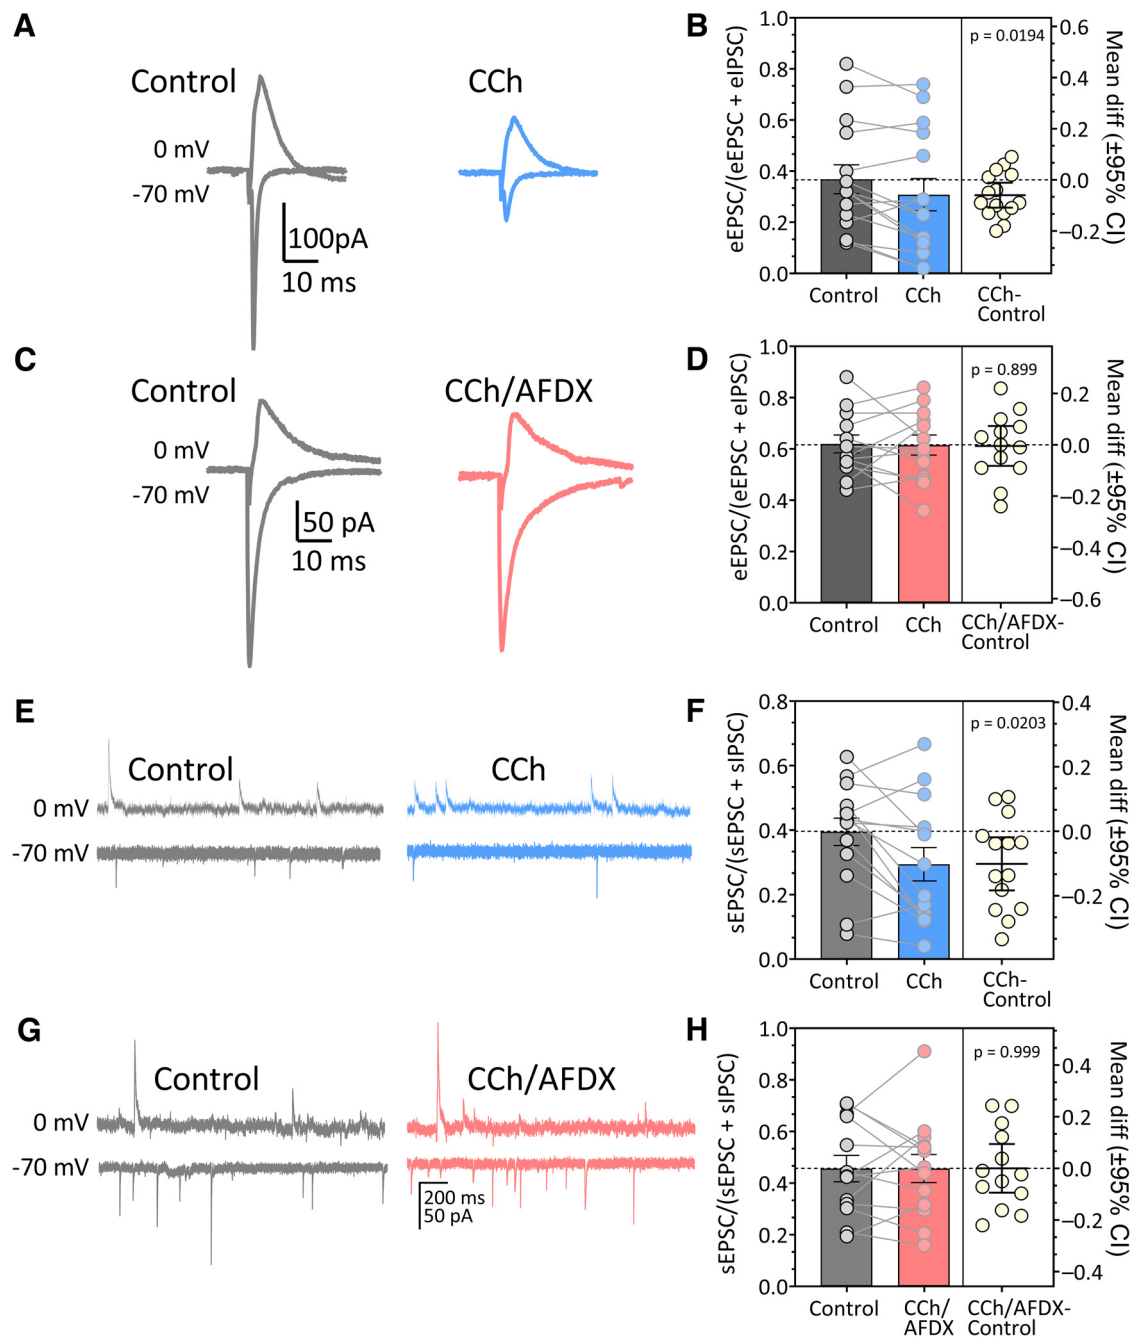 A
Control
CCh
0 mV
-70 mV
100pA
10 ms
B
eEPSC/(eEPSC + eIPSC)
1.0
0.8
0.6
0.4
0.2
0.0
p = 0.0194
0.6
0.4
0.2
0.0
−0.2
Mean diff (±95% CI)
Control
CCh
CCh-
Control
C
Control
CCh/AFDX
0 mV
-70 mV
50 pA
10 ms
D
eEPSC/(eEPSC + eIPSC)
1.0
0.8
0.6
0.4
0.2
0.0
p = 0.899
0.2
0.0
−0.2
−0.4
−0.6
Mean diff (±95% CI)
Control
CCh
CCh/AFDX-
Control
E
Control
CCh
0 mV
-70 mV
F
sEPSC/(sEPSC + sIPSC)
0.8
0.6
0.4
0.2
0.0
p = 0.0203
0.4
0.2
0.0
−0.2
Mean diff (±95% CI)
Control
CCh
CCh-
Control
G
Control
CCh/AFDX
0 mV
-70 mV
200 ms
50 pA
H
sEPSC/(sEPSC + sIPSC)
1.0
0.8
0.6
0.4
0.2
0.0
p = 0.999
0.4
0.2
0.0
−0.2
−0.4
Mean diff (±95% CI)
Control
CCh/
AFDX
CCh/AFDX-
Control